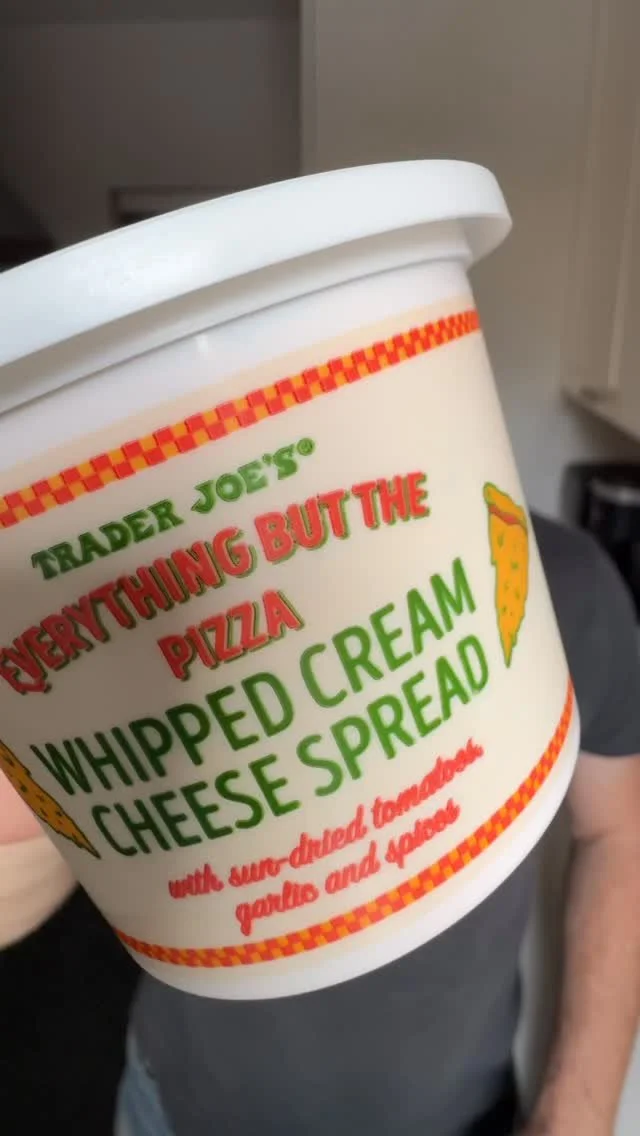 TRADER JOE'S®
EVERYTHING BUT THE
PIZZA
WHIPPED CREAM
CHEESE SPREAD
with sun-dried tomatoes,
garlic and spices